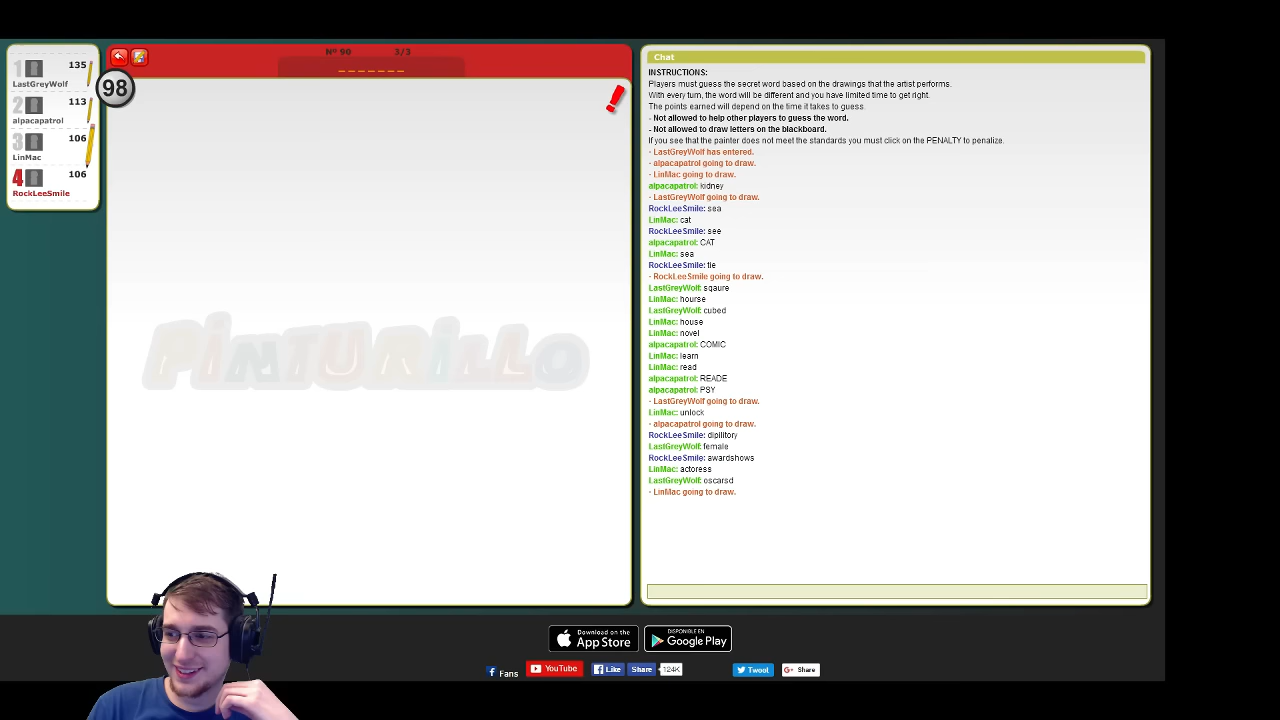 Nº 90 3/3
_ _ _ _ _ _ _
98
1 135
LastGreyWolf
2 113
alpacapatrol
3 106
LinMac
4 106
RockLeeSmile
PINTURILLO
Chat
INSTRUCTIONS:
Players must guess the secret word based on the drawings that the artist performs.
With every turn, the word will be different and you have limited time to get right.
The points earned will depend on the time it takes to guess.
- Not allowed to help other players to guess the word.
- Not allowed to draw letters on the blackboard.
If you see that the painter does not meet the standards you must click on the PENALTY to penalize.
- LastGreyWolf has entered.
- alpacapatrol going to draw.
- LinMac going to draw.
alpacapatrol: kidney
- LastGreyWolf going to draw.
RockLeeSmile: sea
LinMac: cat
RockLeeSmile: see
alpacapatrol: CAT
LinMac: sea
RockLeeSmile: tie
- RockLeeSmile going to draw.
LastGreyWolf: sqaure
LinMac: hourse
LastGreyWolf: cubed
LinMac: house
LinMac: novel
alpacapatrol: COMIC
LinMac: learn
LinMac: read
alpacapatrol: READE
alpacapatrol: PSY
- LastGreyWolf going to draw.
LinMac: unlock
- alpacapatrol going to draw.
RockLeeSmile: dipilitory
LastGreyWolf: female
RockLeeSmile: awardshows
LinMac: actoress
LastGreyWolf: oscarsd
- LinMac going to draw.
Download on the
App Store
DISPONIBLE EN
Google Play
Fans YouTube Like Share 124K Tweet G+ Share